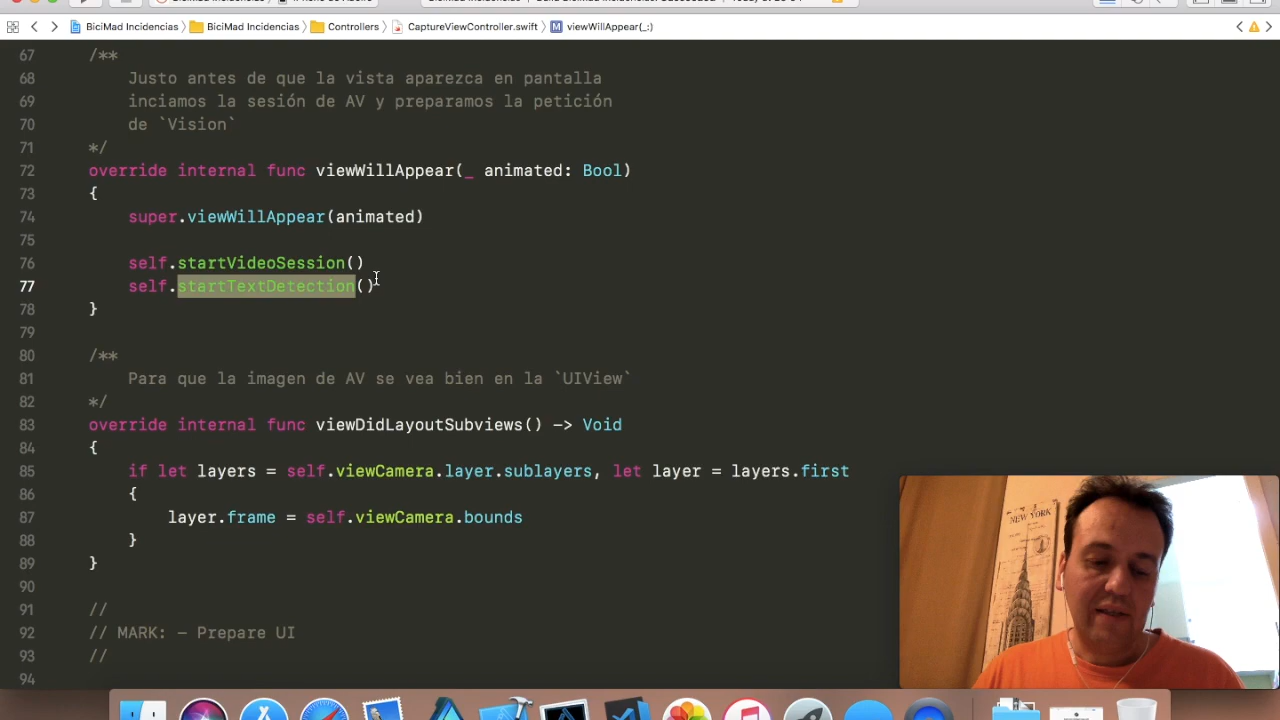 BiciMad Incidencias > BiciMad Incidencias > Controllers > CaptureViewController.swift > M viewWillAppear(_:)
67 /**
68 Justo antes de que la vista aparezca en pantalla
69 inciamos la sesión de AV y preparamos la petición
70 de `Vision`
71 */
72 override internal func viewWillAppear(_ animated: Bool)
73 {
74 super.viewWillAppear(animated)
75
76 self.startVideoSession()
77 self.startTextDetection()
78 }
79
80 /**
81 Para que la imagen de AV se vea bien en la `UIView`
82 */
83 override internal func viewDidLayoutSubviews() -> Void
84 {
85 if let layers = self.viewCamera.layer.sublayers, let layer = layers.first
86 {
87 layer.frame = self.viewCamera.bounds
88 }
89 }
90
91 //
92 // MARK: - Prepare UI
93 //
94
NEW YORK